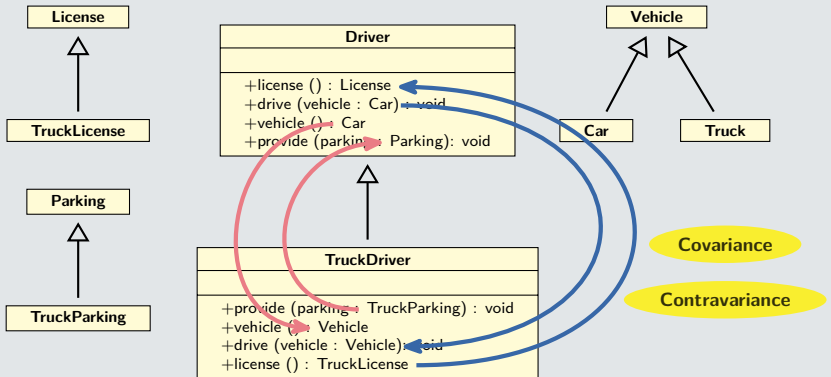 License
TruckLicense
Parking
TruckParking
Driver
+license () : License
+drive (vehicle : Car) : void
+vehicle () : Car
+provide (parking : Parking): void
TruckDriver
+provide (parking : TruckParking) : void
+vehicle () : Vehicle
+drive (vehicle : Vehicle): void
+license () : TruckLicense
Vehicle
Car
Truck
Covariance
Contravariance